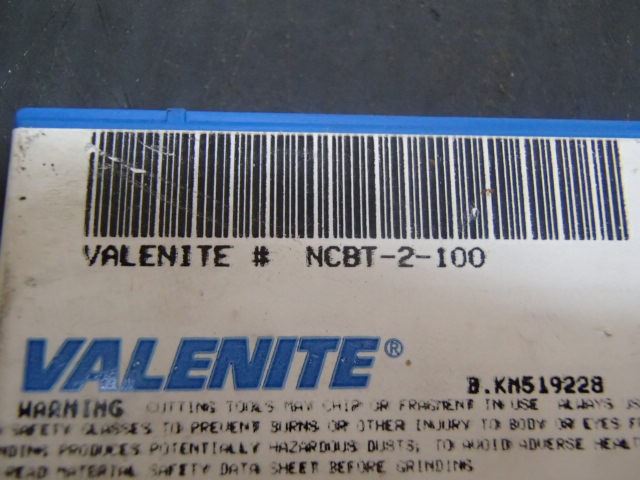 VALENITE # NCBT-2-100
VALENITE®
B.KM519228
WARNING CUTTING TOOLS MAY CHIP OR FRAGMENT IN USE ALWAYS
SAFETY GLASSES TO PREVENT BURNS OR OTHER INJURY TO BODY OR EYES
PRODUCES POTENTIALLY HAZARDOUS DUSTS, TO AVOID ADVERSE
READ MATERIAL SAFETY DATA SHEET BEFORE GRINDING